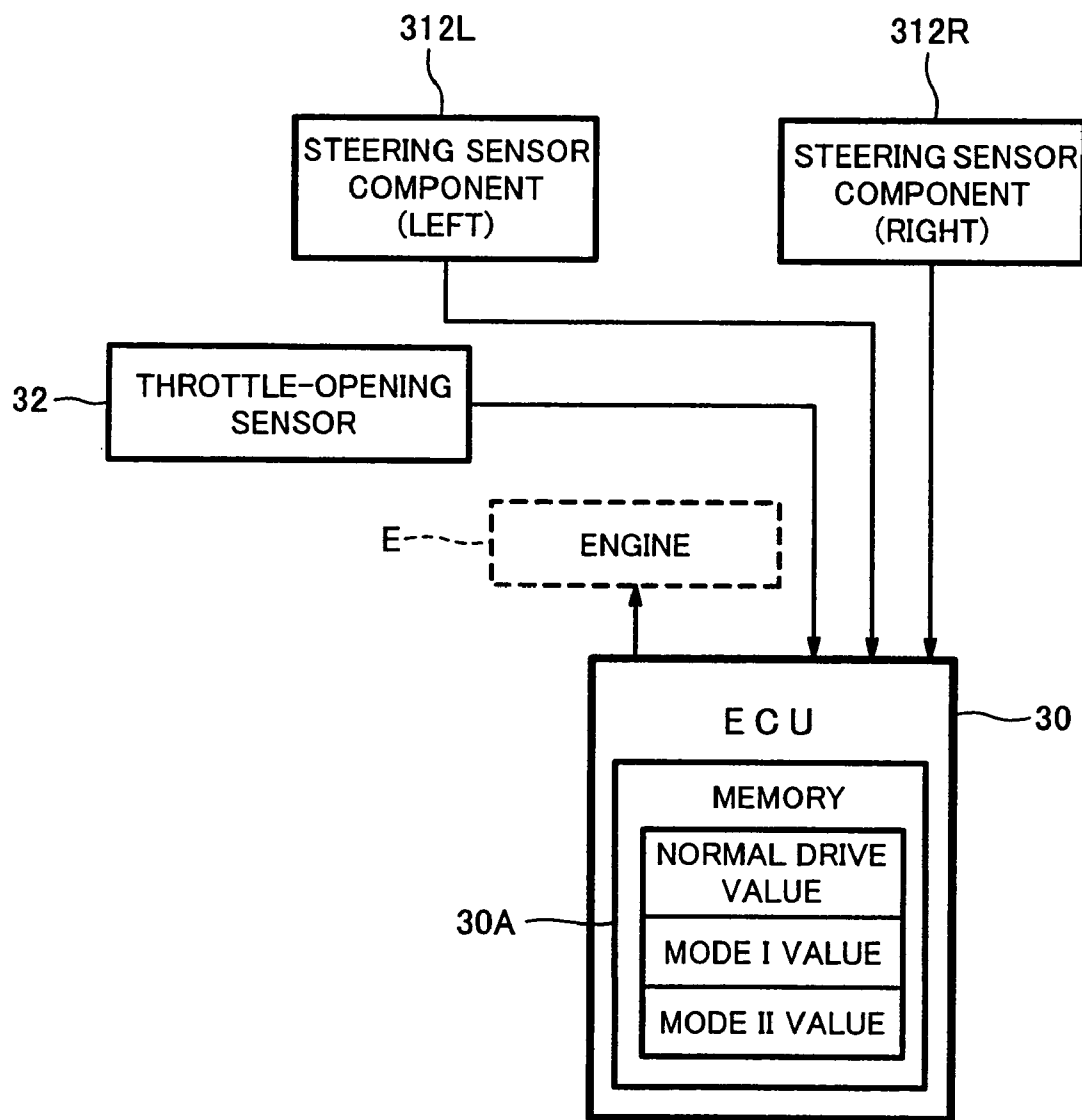 312L
312R
STEERING SENSOR
COMPONENT
(LEFT)
STEERING SENSOR
COMPONENT
(RIGHT)
32
THROTTLE-OPENING
SENSOR
E
ENGINE
ECU
30
MEMORY
NORMAL DRIVE
VALUE
30A
MODE I VALUE
MODE II VALUE